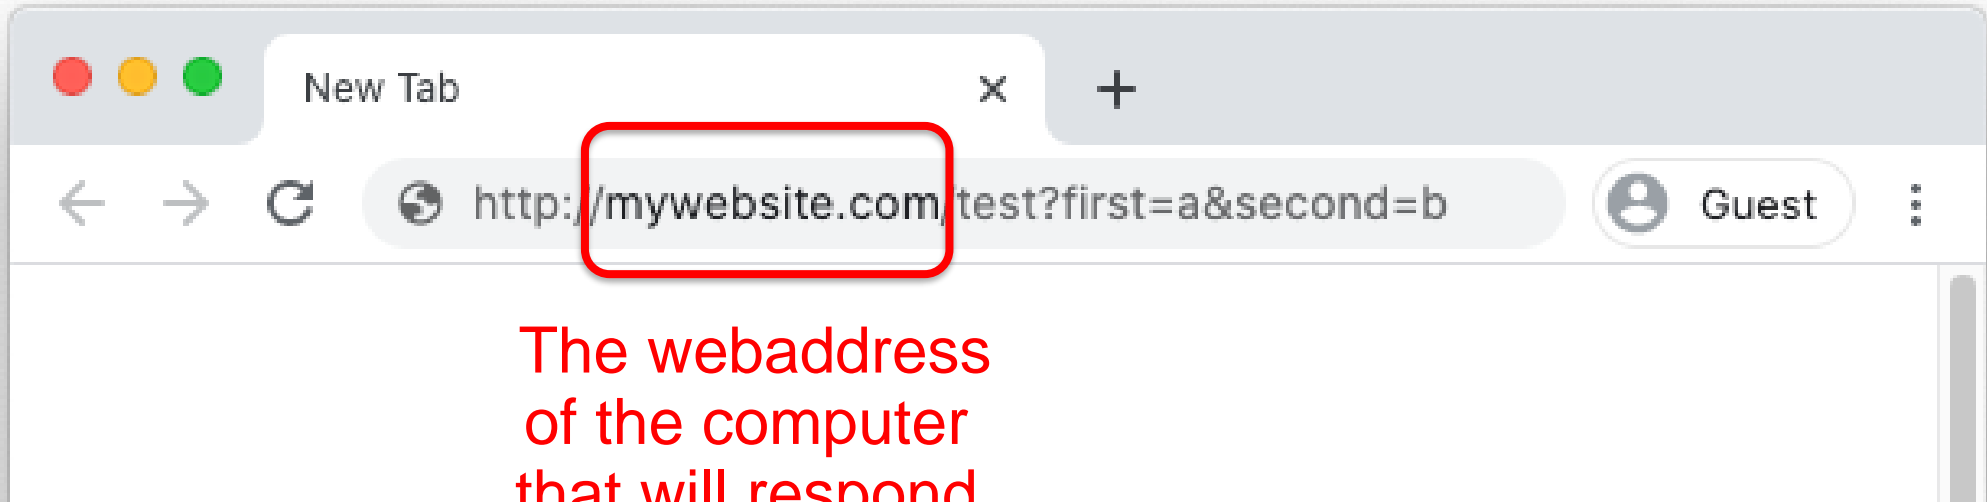 New Tab
http://mywebsite.com/test?first=a&second=b
Guest
The webaddress
of the computer
that will respond